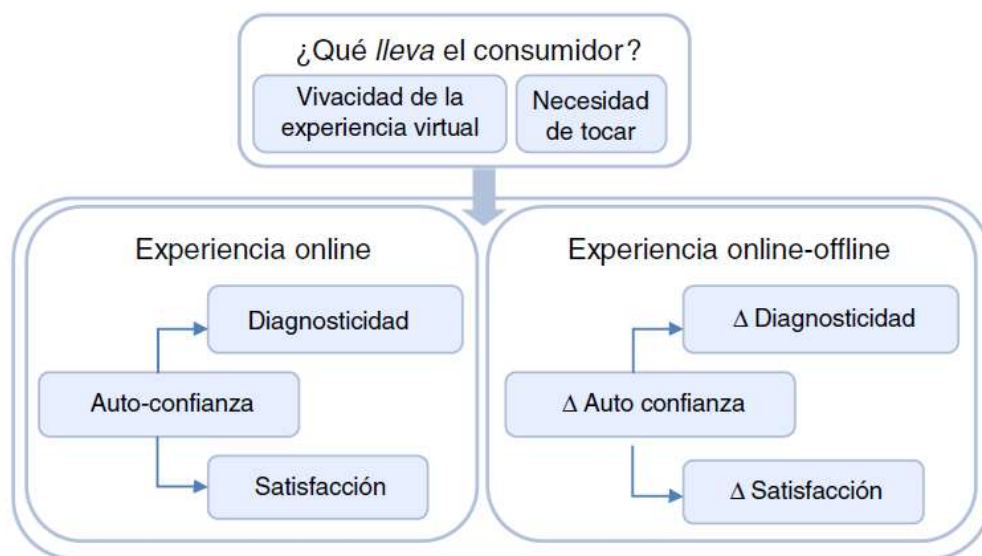 ¿Qué lleva el consumidor?
Vivacidad de la
experiencia virtual
Necesidad
de tocar
Experiencia online
Diagnosticidad
Auto-confianza
Satisfacción
Experiencia online-offline
Δ Diagnosticidad
Δ Auto confianza
Δ Satisfacción